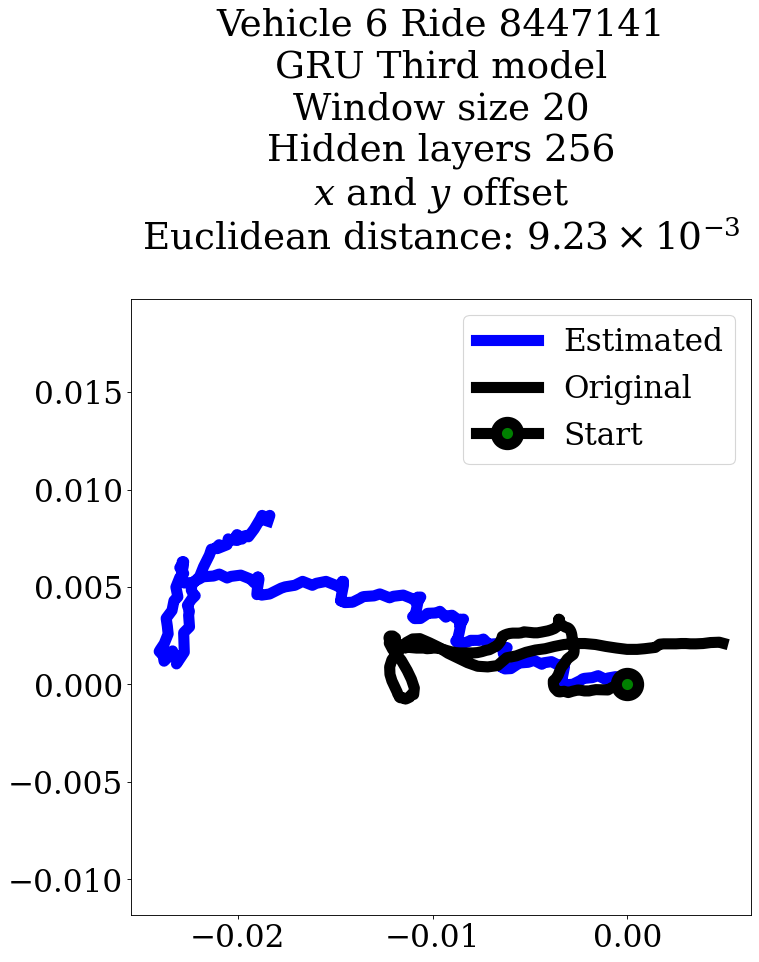 Vehicle 6 Ride 8447141
GRU Third model
Window size 20
Hidden layers 256
x and y offset
Euclidean distance: 9.23 × 10⁻³
Estimated
Original
Start
0.015
0.010
0.005
0.000
−0.005
−0.010
−0.02
−0.01
0.00